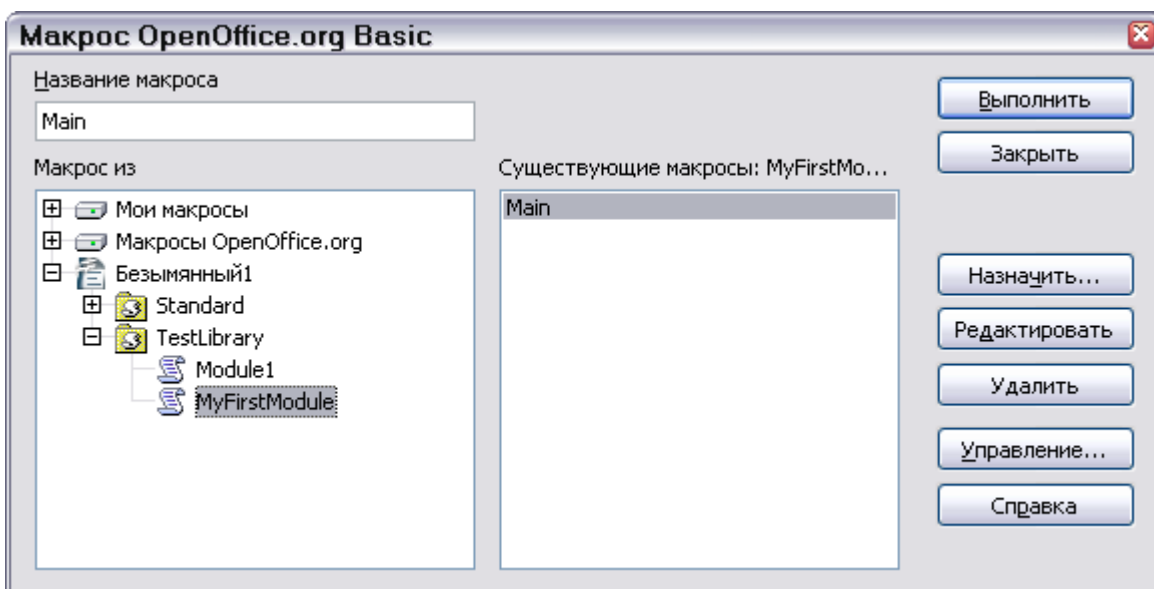 Макрос OpenOffice.org Basic
Название макроса
Main
Макрос из
Мои макросы
Макросы OpenOffice.org
Безымянный1
Standard
TestLibrary
Module1
MyFirstModule
Существующие макросы: MyFirstMo...
Main
Выполнить
Закрыть
Назначить...
Редактировать
Удалить
Управление...
Справка